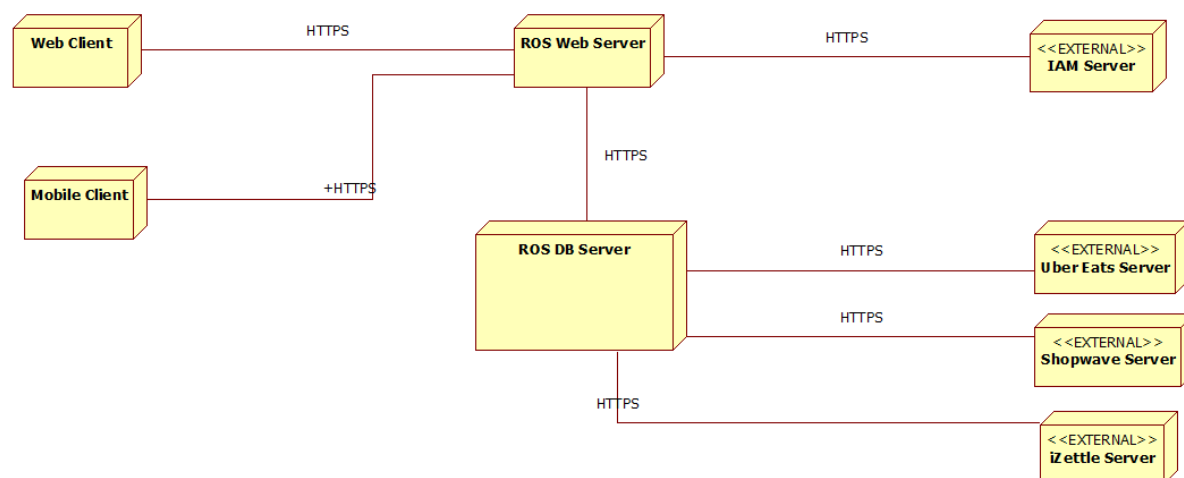 HTTPS
Web Client
ROS Web Server
HTTPS
<<EXTERNAL>>
IAM Server
HTTPS
Mobile Client
+HTTPS
ROS DB Server
HTTPS
<<EXTERNAL>>
Uber Eats Server
HTTPS
<<EXTERNAL>>
Shopwave Server
HTTPS
<<EXTERNAL>>
iZettle Server